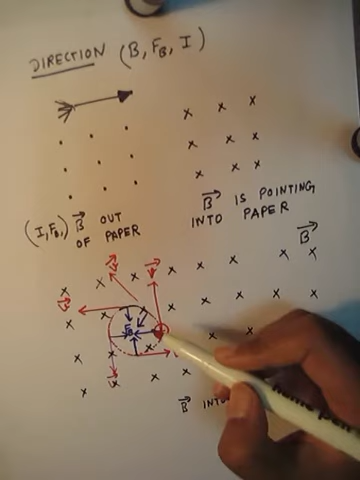 DIRECTION (B, F_B, I)
(I, F_B,) B⃗ OUT
OF PAPER
B⃗ IS POINTING
INTO PAPER
B⃗
V⃗
V⃗
V⃗
F_B
V⃗
B⃗ INTO